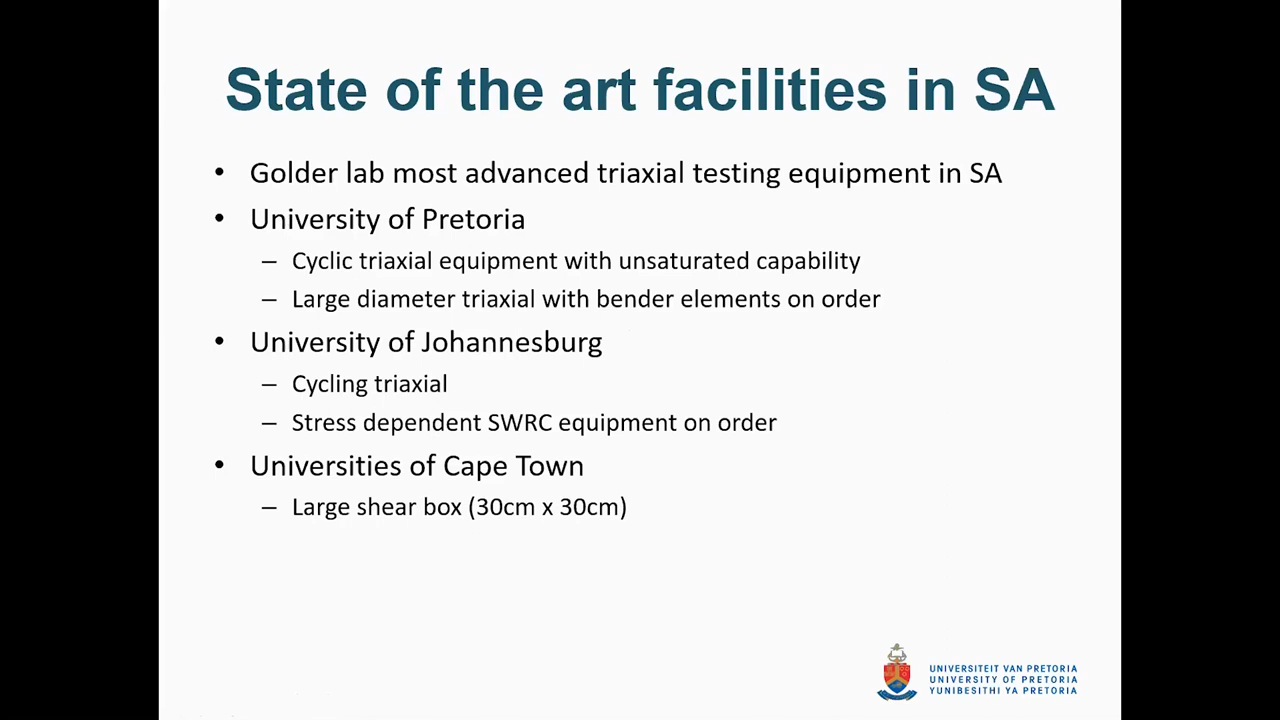 State of the art facilities in SA
• Golder lab most advanced triaxial testing equipment in SA
• University of Pretoria
– Cyclic triaxial equipment with unsaturated capability
– Large diameter triaxial with bender elements on order
• University of Johannesburg
– Cycling triaxial
– Stress dependent SWRC equipment on order
• Universities of Cape Town
– Large shear box (30cm x 30cm)
UNIVERSITEIT VAN PRETORIA
UNIVERSITY OF PRETORIA
YUNIBESITHI YA PRETORIA